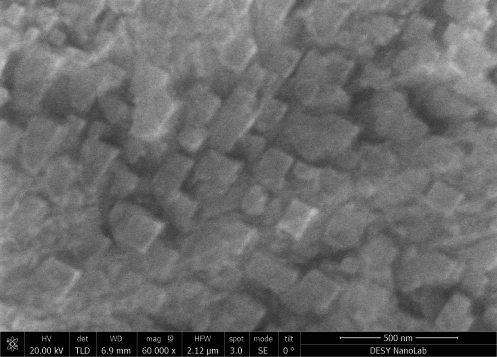 HV det WD mag HFW spot mode tilt 500 nm
20.00 kV TLD 6.9 mm 60 000 x 2.12 µm 3.0 SE 0 ° DESY NanoLab